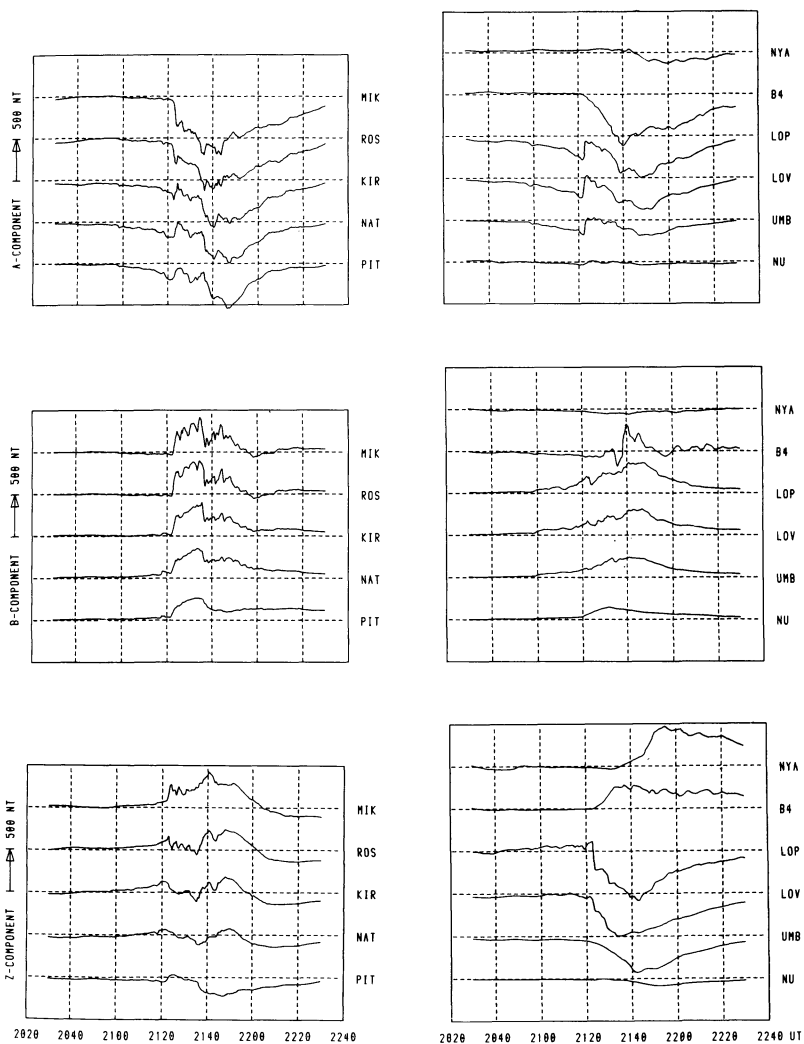 A-COMPONENT 500 NT
MIK
ROS
KIR
NAT
PIT
NYA
B4
LOP
LOV
UMB
NU
B-COMPONENT 500 NT
MIK
ROS
KIR
NAT
PIT
NYA
B4
LOP
LOV
UMB
NU
Z-COMPONENT 500 NT
MIK
ROS
KIR
NAT
PIT
NYA
B4
LOP
LOV
UMB
NU
2020 2040 2100 2120 2140 2200 2220 2240
2020 2040 2100 2120 2140 2200 2220 2240 UT